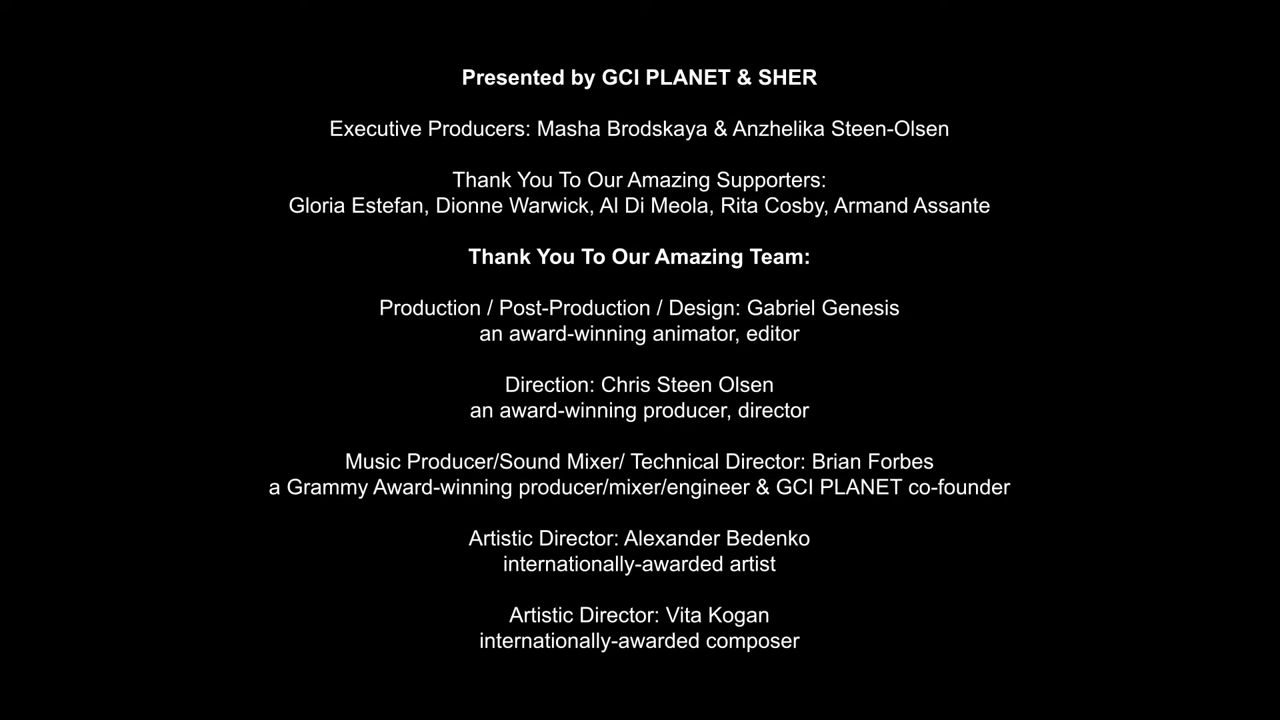 Presented by GCI PLANET & SHER
Executive Producers: Masha Brodskaya & Anzhelika Steen-Olsen
Thank You To Our Amazing Supporters:
Gloria Estefan, Dionne Warwick, Al Di Meola, Rita Cosby, Armand Assante
Thank You To Our Amazing Team:
Production / Post-Production / Design: Gabriel Genesis
an award-winning animator, editor
Direction: Chris Steen Olsen
an award-winning producer, director
Music Producer/Sound Mixer/ Technical Director: Brian Forbes
a Grammy Award-winning producer/mixer/engineer & GCI PLANET co-founder
Artistic Director: Alexander Bedenko
internationally-awarded artist
Artistic Director: Vita Kogan
internationally-awarded composer